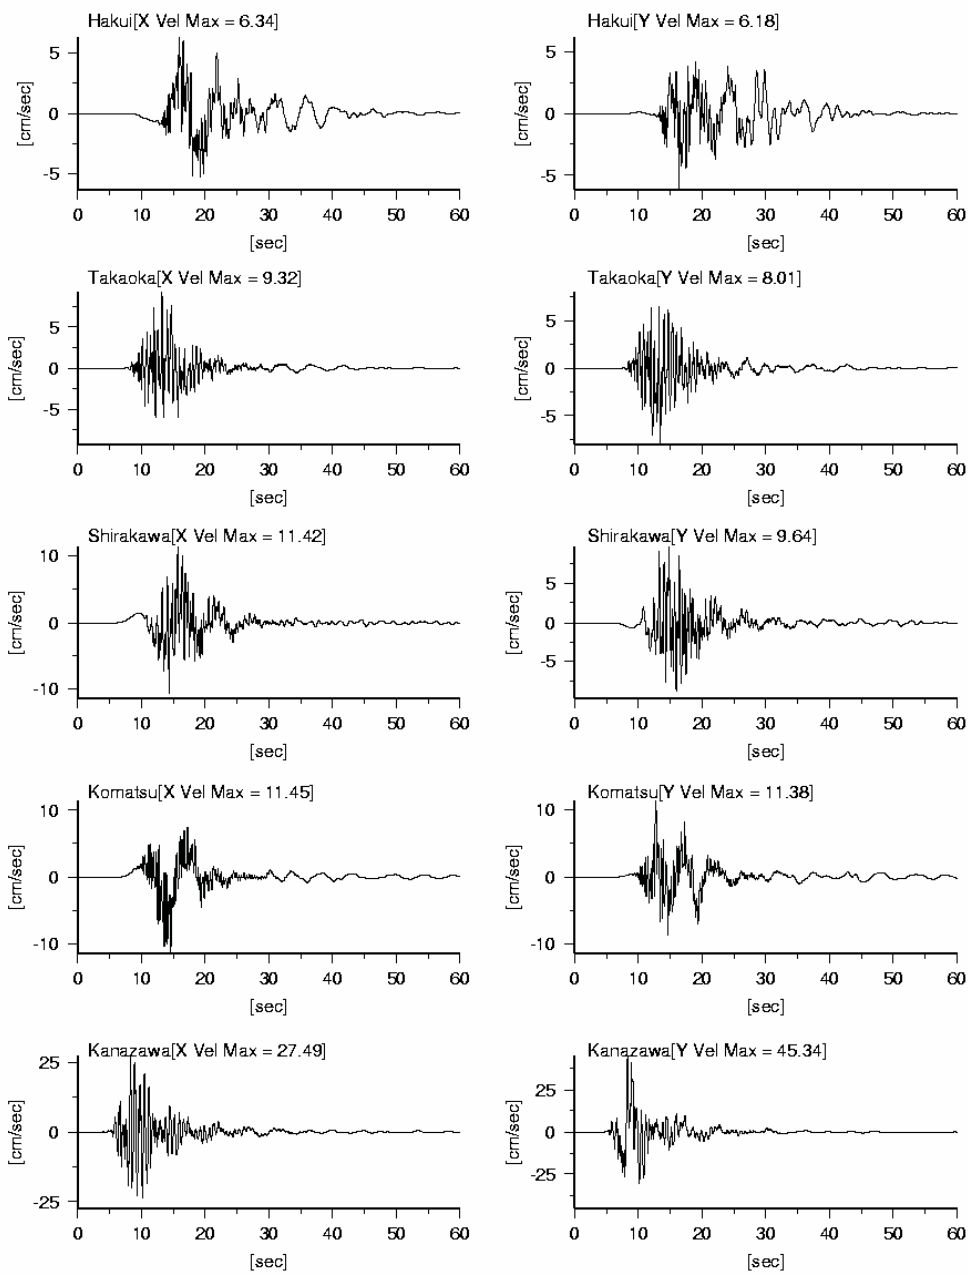 Hakui[X Vel Max = 6.34]
5
0
-5
[cm/sec]
0 10 20 30 40 50 60
[sec]
Hakui[Y Vel Max = 6.18]
5
0
-5
[cm/sec]
0 10 20 30 40 50 60
[sec]
Takaoka[X Vel Max = 9.32]
5
0
-5
[cm/sec]
0 10 20 30 40 50 60
[sec]
Takaoka[Y Vel Max = 8.01]
5
0
-5
[cm/sec]
0 10 20 30 40 50 60
[sec]
Shirakawa[X Vel Max = 11.42]
10
0
-10
[cm/sec]
0 10 20 30 40 50 60
[sec]
Shirakawa[Y Vel Max = 9.64]
5
0
-5
[cm/sec]
0 10 20 30 40 50 60
[sec]
Komatsu[X Vel Max = 11.45]
10
0
-10
[cm/sec]
0 10 20 30 40 50 60
[sec]
Komatsu[Y Vel Max = 11.38]
10
0
-10
[cm/sec]
0 10 20 30 40 50 60
[sec]
Kanazawa[X Vel Max = 27.49]
25
0
-25
[cm/sec]
0 10 20 30 40 50 60
[sec]
Kanazawa[Y Vel Max = 45.34]
25
0
-25
[cm/sec]
0 10 20 30 40 50 60
[sec]